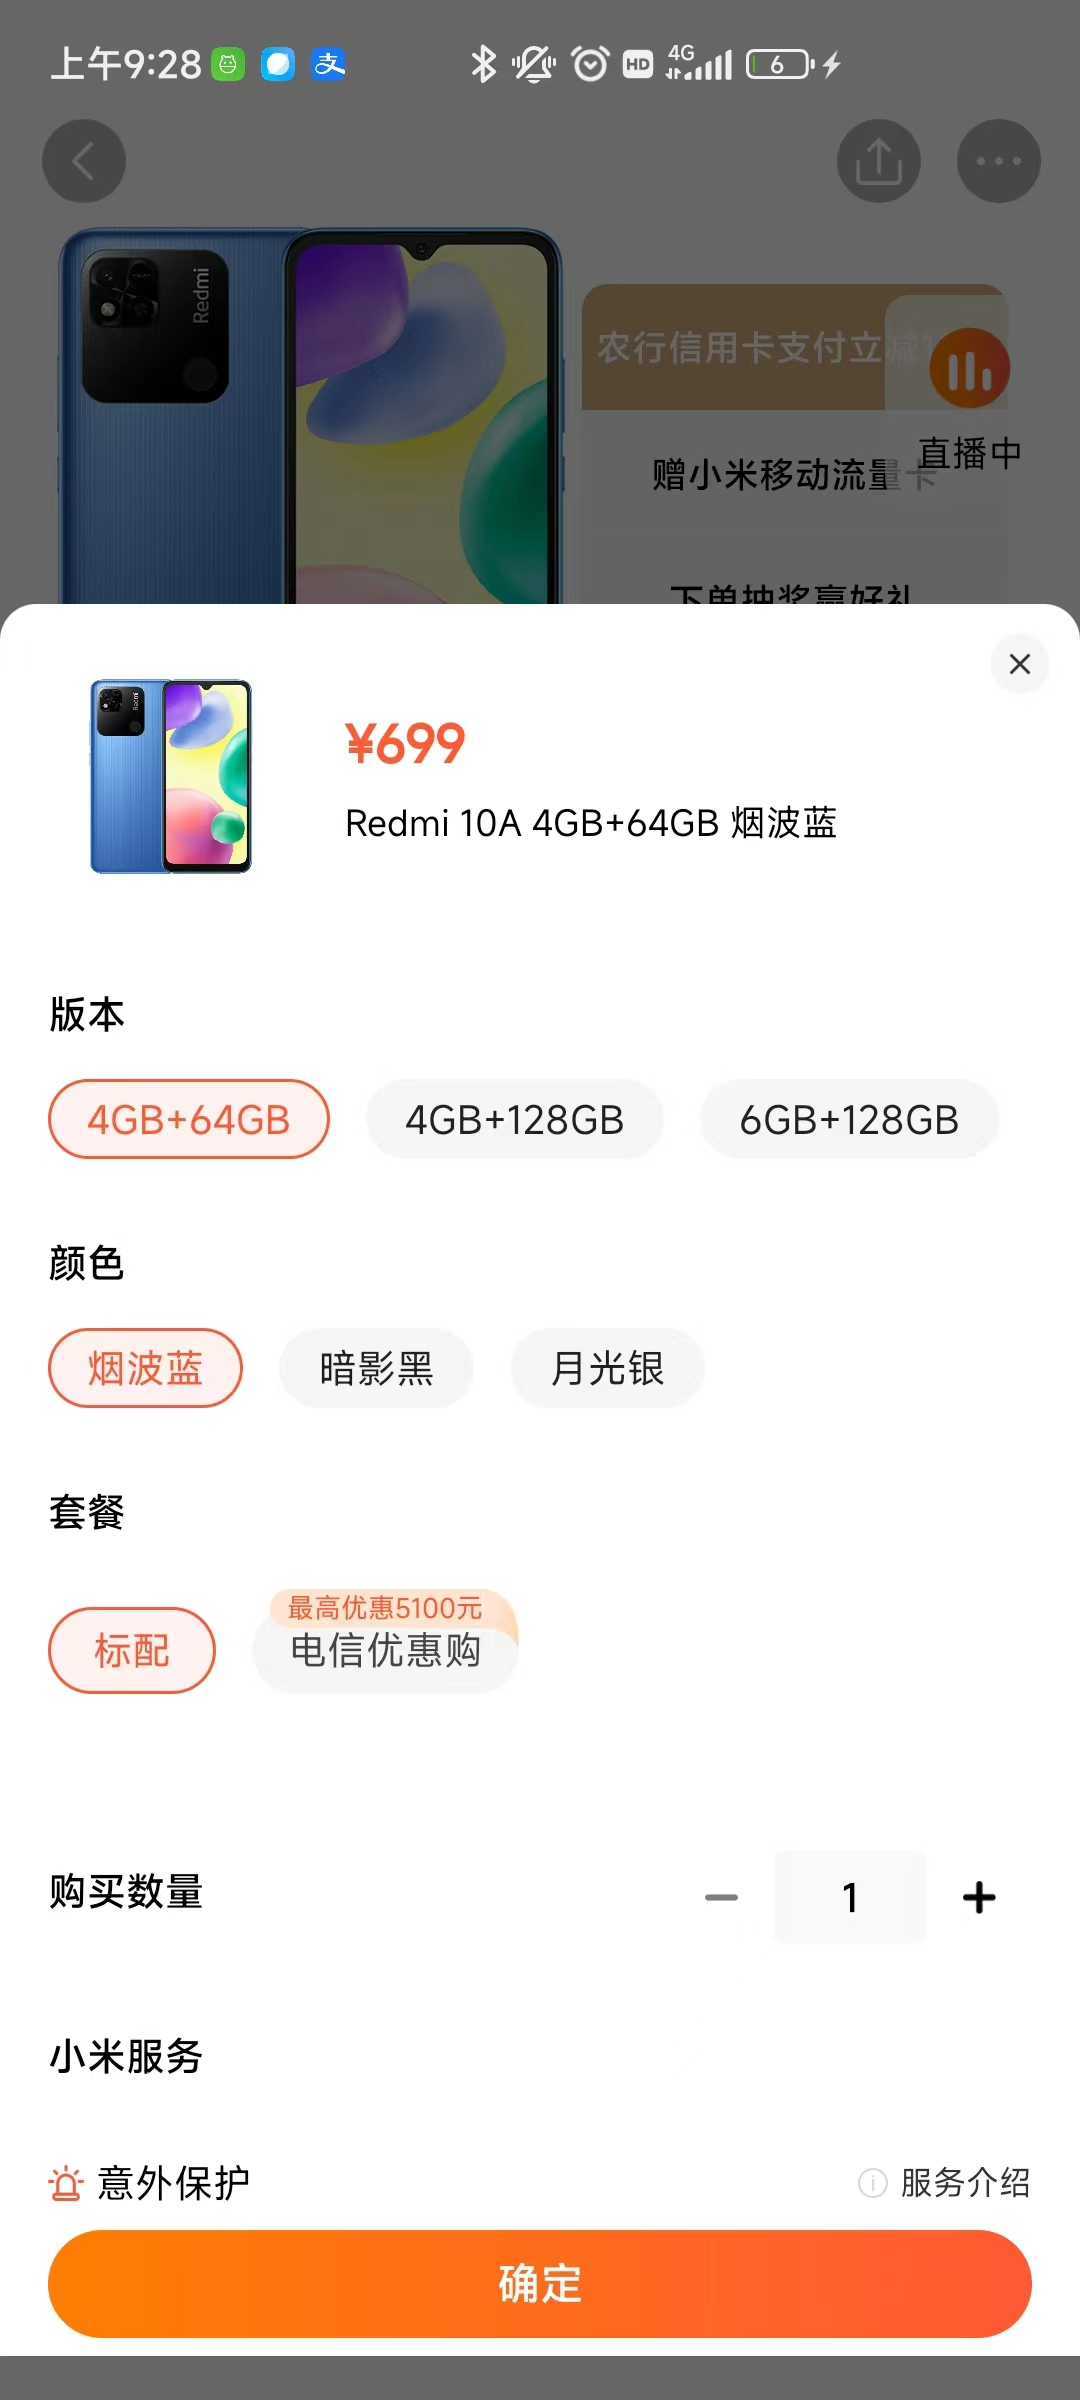 上午9:28 支 HD 4G 6
Redmi
农行信用卡支付立减
直播中
赠小米移动流量卡
下单抽奖赢好礼
Redmi
¥699
Redmi 10A 4GB+64GB 烟波蓝
版本
4GB+64GB 4GB+128GB 6GB+128GB
颜色
烟波蓝 暗影黑 月光银
套餐
最高优惠5100元
标配 电信优惠购
购买数量 1
小米服务
意外保护 服务介绍
确定